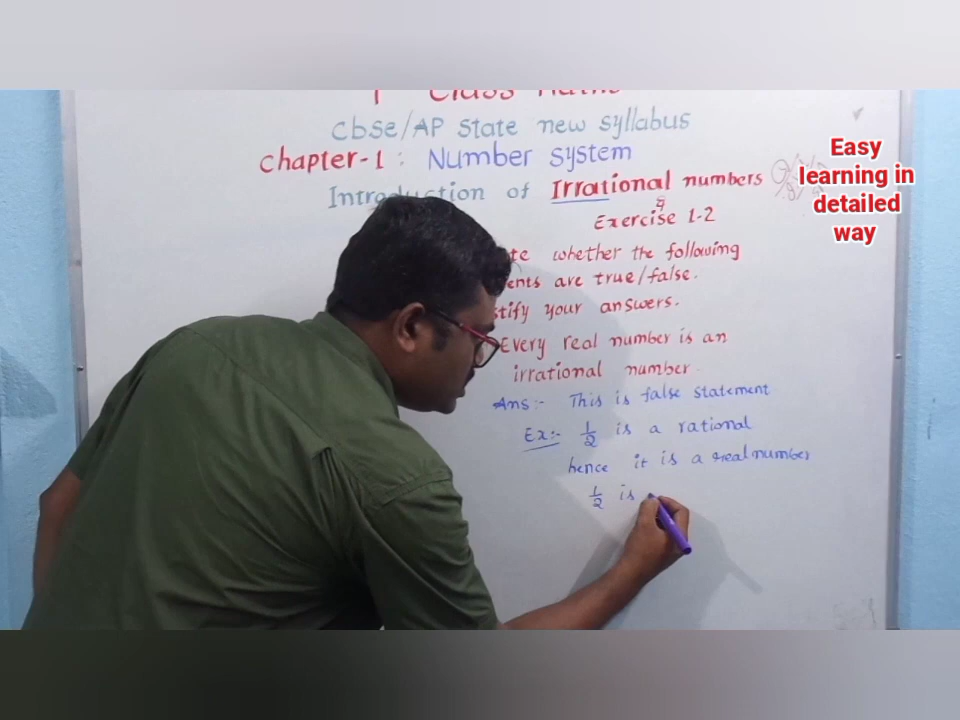 Class Maths
Cbse/AP State new syllabus
Chapter-1 : Number System
Introduction of Irrational numbers
Exercise 1-2
whether the following
are true/false.
your answers.
Every real number is an
irrational number.
Ans:- This is false statement
Ex:- 1/2 is a rational
hence it is a real number
1/2 is
Easy
learning in
detailed
way